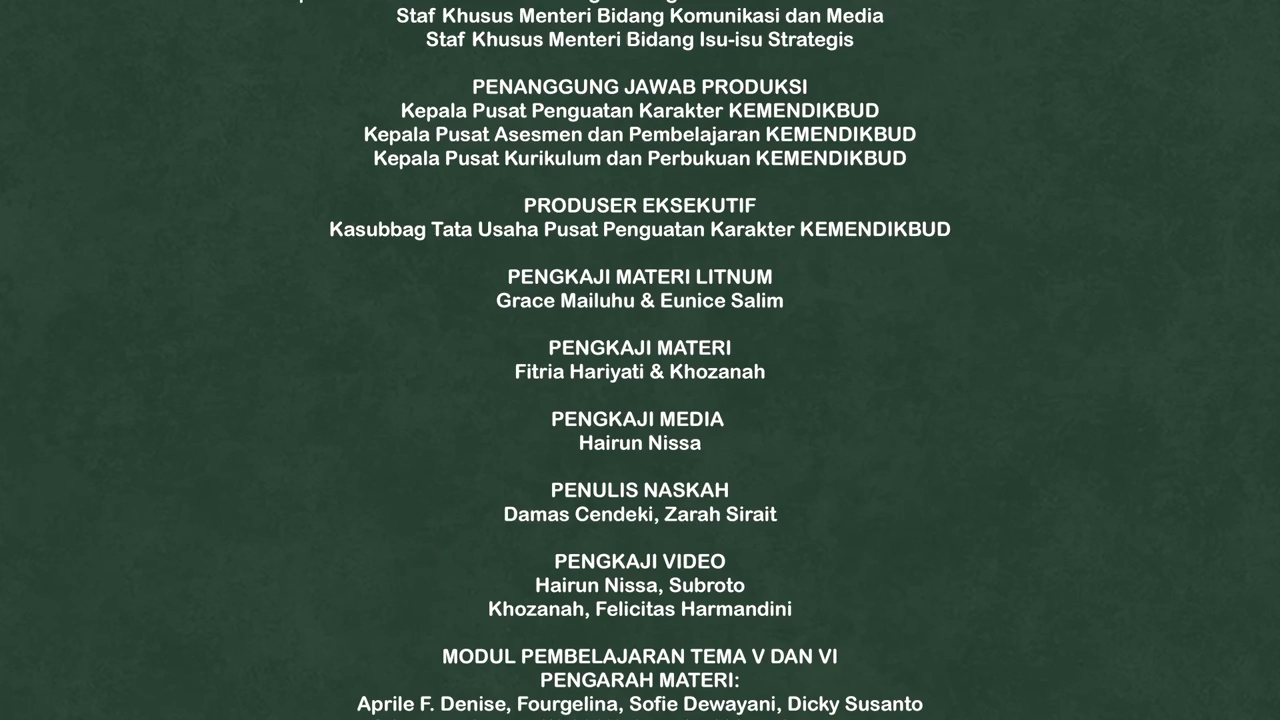 Staf Khusus Menteri Bidang Komunikasi dan Media
Staf Khusus Menteri Bidang Isu-isu Strategis
PENANGGUNG JAWAB PRODUKSI
Kepala Pusat Penguatan Karakter KEMENDIKBUD
Kepala Pusat Asesmen dan Pembelajaran KEMENDIKBUD
Kepala Pusat Kurikulum dan Perbukuan KEMENDIKBUD
PRODUSER EKSEKUTIF
Kasubbag Tata Usaha Pusat Penguatan Karakter KEMENDIKBUD
PENGKAJI MATERI LITNUM
Grace Mailuhu & Eunice Salim
PENGKAJI MATERI
Fitria Hariyati & Khozanah
PENGKAJI MEDIA
Hairun Nissa
PENULIS NASKAH
Damas Cendeki, Zarah Sirait
PENGKAJI VIDEO
Hairun Nissa, Subroto
Khozanah, Felicitas Harmandini
MODUL PEMBELAJARAN TEMA V DAN VI
PENGARAH MATERI:
Aprile F. Denise, Fourgelina, Sofie Dewayani, Dicky Susanto